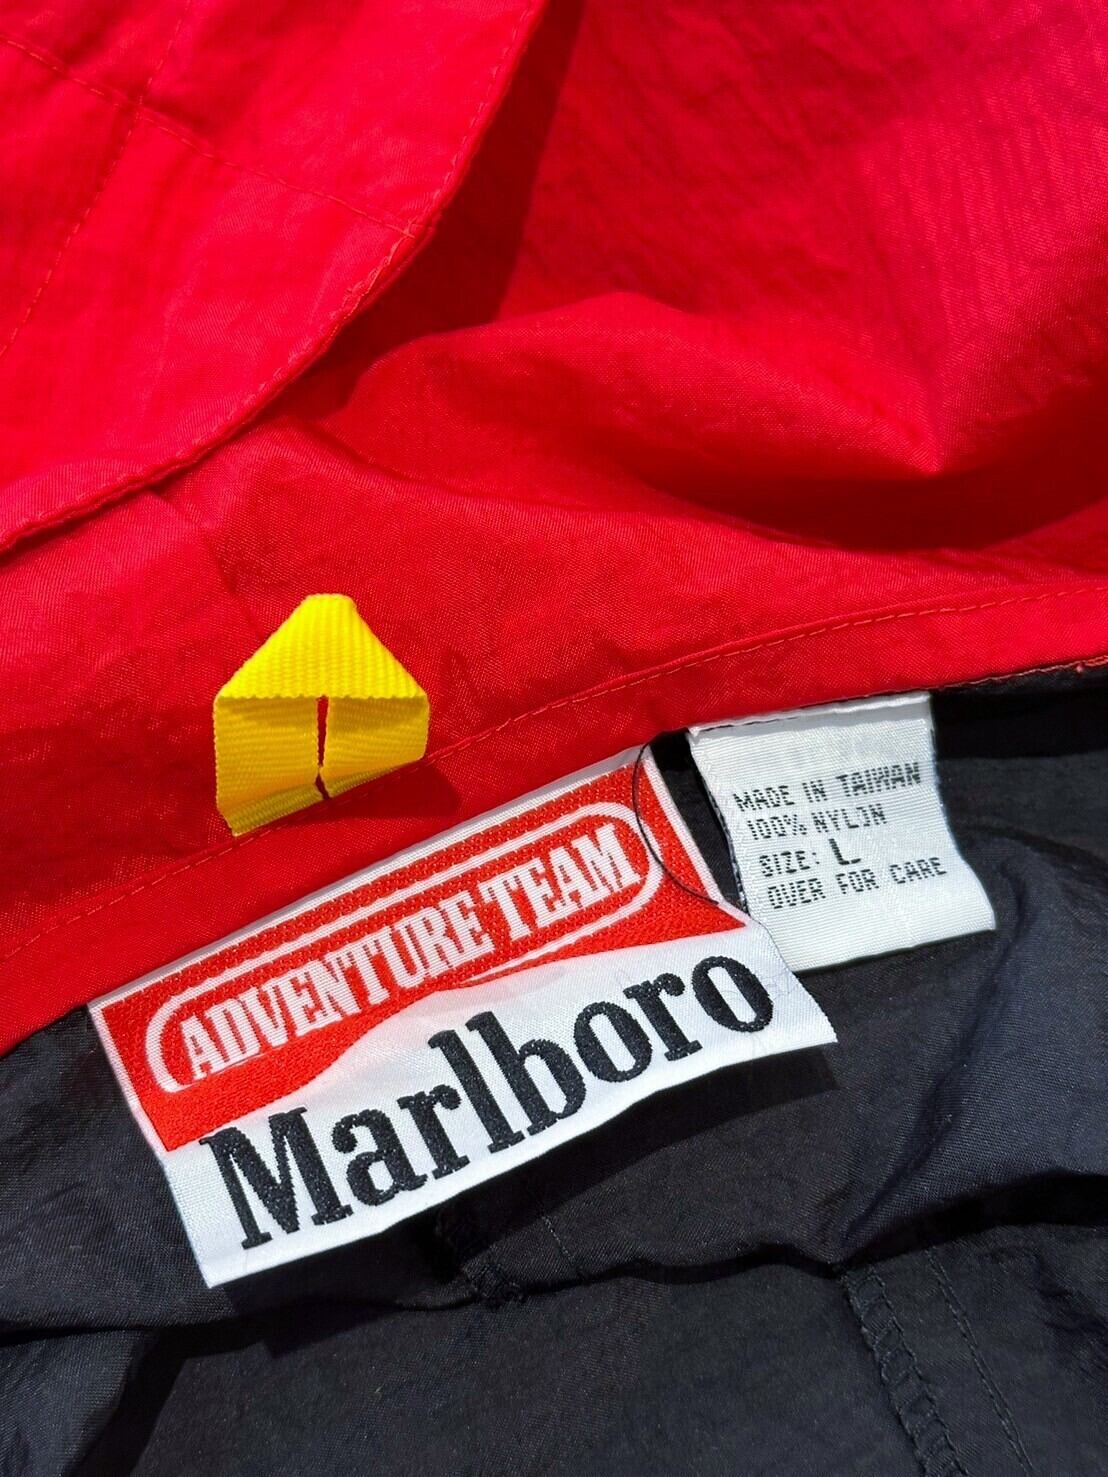 ADVENTURE TEAM
Marlboro
MADE IN TAIWAN
100% NYLON
SIZE: L
OVER FOR CARE